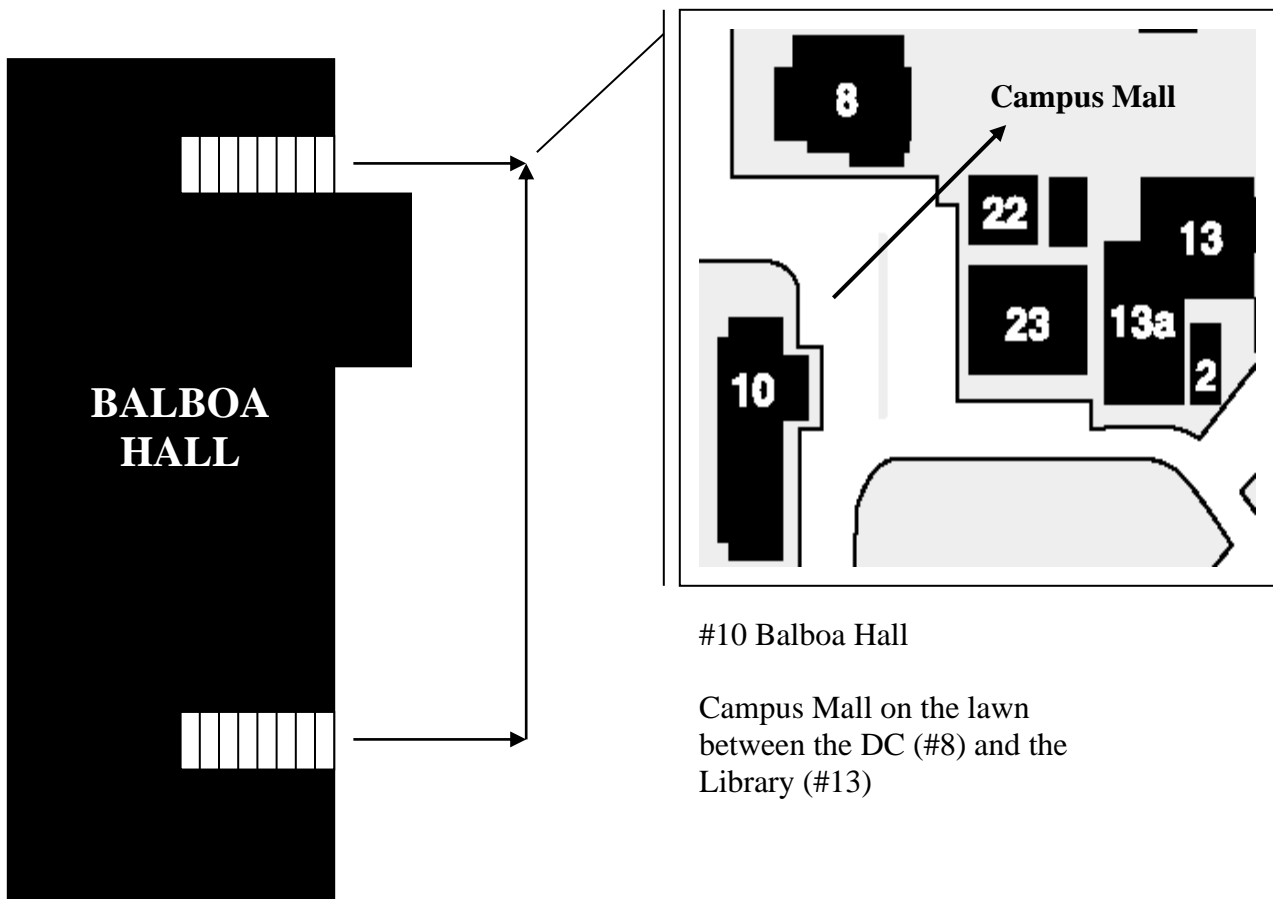 BALBOA
HALL
8
Campus Mall
22
13
23
13a
10
2
#10 Balboa Hall
Campus Mall on the lawn
between the DC (#8) and the
Library (#13)